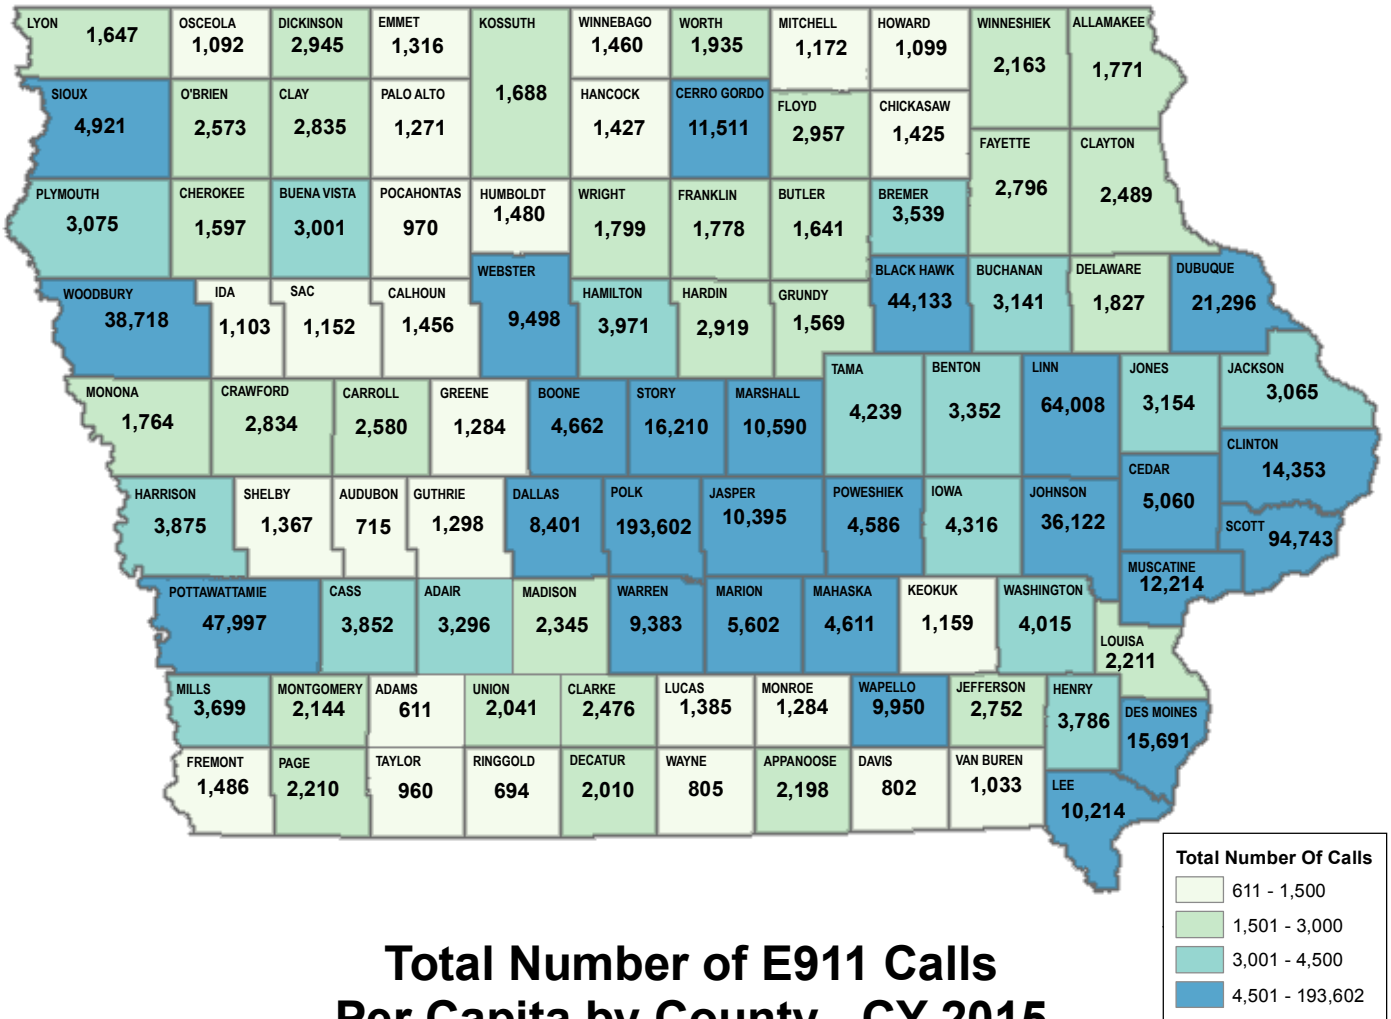 LYON 1,647
OSCEOLA 1,092
DICKINSON 2,945
EMMET 1,316
KOSSUTH 1,688
WINNEBAGO 1,460
WORTH 1,935
MITCHELL 1,172
HOWARD 1,099
WINNESHIEK 2,163
ALLAMAKEE 1,771
SIOUX 4,921
O'BRIEN 2,573
CLAY 2,835
PALO ALTO 1,271
HANCOCK 1,427
CERRO GORDO 11,511
FLOYD 2,957
CHICKASAW 1,425
FAYETTE 2,796
CLAYTON 2,489
PLYMOUTH 3,075
CHEROKEE 1,597
BUENA VISTA 3,001
POCAHONTAS 970
HUMBOLDT 1,480
WRIGHT 1,799
FRANKLIN 1,778
BUTLER 1,641
BREMER 3,539
WOODBURY 38,718
IDA 1,103
SAC 1,152
CALHOUN 1,456
WEBSTER 9,498
HAMILTON 3,971
HARDIN 2,919
GRUNDY 1,569
BLACK HAWK 44,133
BUCHANAN 3,141
DELAWARE 1,827
DUBUQUE 21,296
MONONA 1,764
CRAWFORD 2,834
CARROLL 2,580
GREENE 1,284
BOONE 4,662
STORY 16,210
MARSHALL 10,590
TAMA 4,239
BENTON 3,352
LINN 64,008
JONES 3,154
JACKSON 3,065
CLINTON 14,353
CEDAR 5,060
HARRISON 3,875
SHELBY 1,367
AUDUBON 715
GUTHRIE 1,298
DALLAS 8,401
POLK 193,602
JASPER 10,395
POWESHIEK 4,586
IOWA 4,316
JOHNSON 36,122
SCOTT 94,743
MUSCATINE 12,214
POTTAWATTAMIE 47,997
CASS 3,852
ADAIR 3,296
MADISON 2,345
WARREN 9,383
MARION 5,602
MAHASKA 4,611
KEOKUK 1,159
WASHINGTON 4,015
LOUISA 2,211
MILLS 3,699
MONTGOMERY 2,144
ADAMS 611
UNION 2,041
CLARKE 2,476
LUCAS 1,385
MONROE 1,284
WAPELLO 9,950
JEFFERSON 2,752
HENRY 3,786
DES MOINES 15,691
FREMONT 1,486
PAGE 2,210
TAYLOR 960
RINGGOLD 694
DECATUR 2,010
WAYNE 805
APPANOOSE 2,198
DAVIS 802
VAN BUREN 1,033
LEE 10,214
Total Number Of Calls
611 - 1,500
1,501 - 3,000
3,001 - 4,500
4,501 - 193,602
Total Number of E911 Calls
Per Capita by County - CY 2015